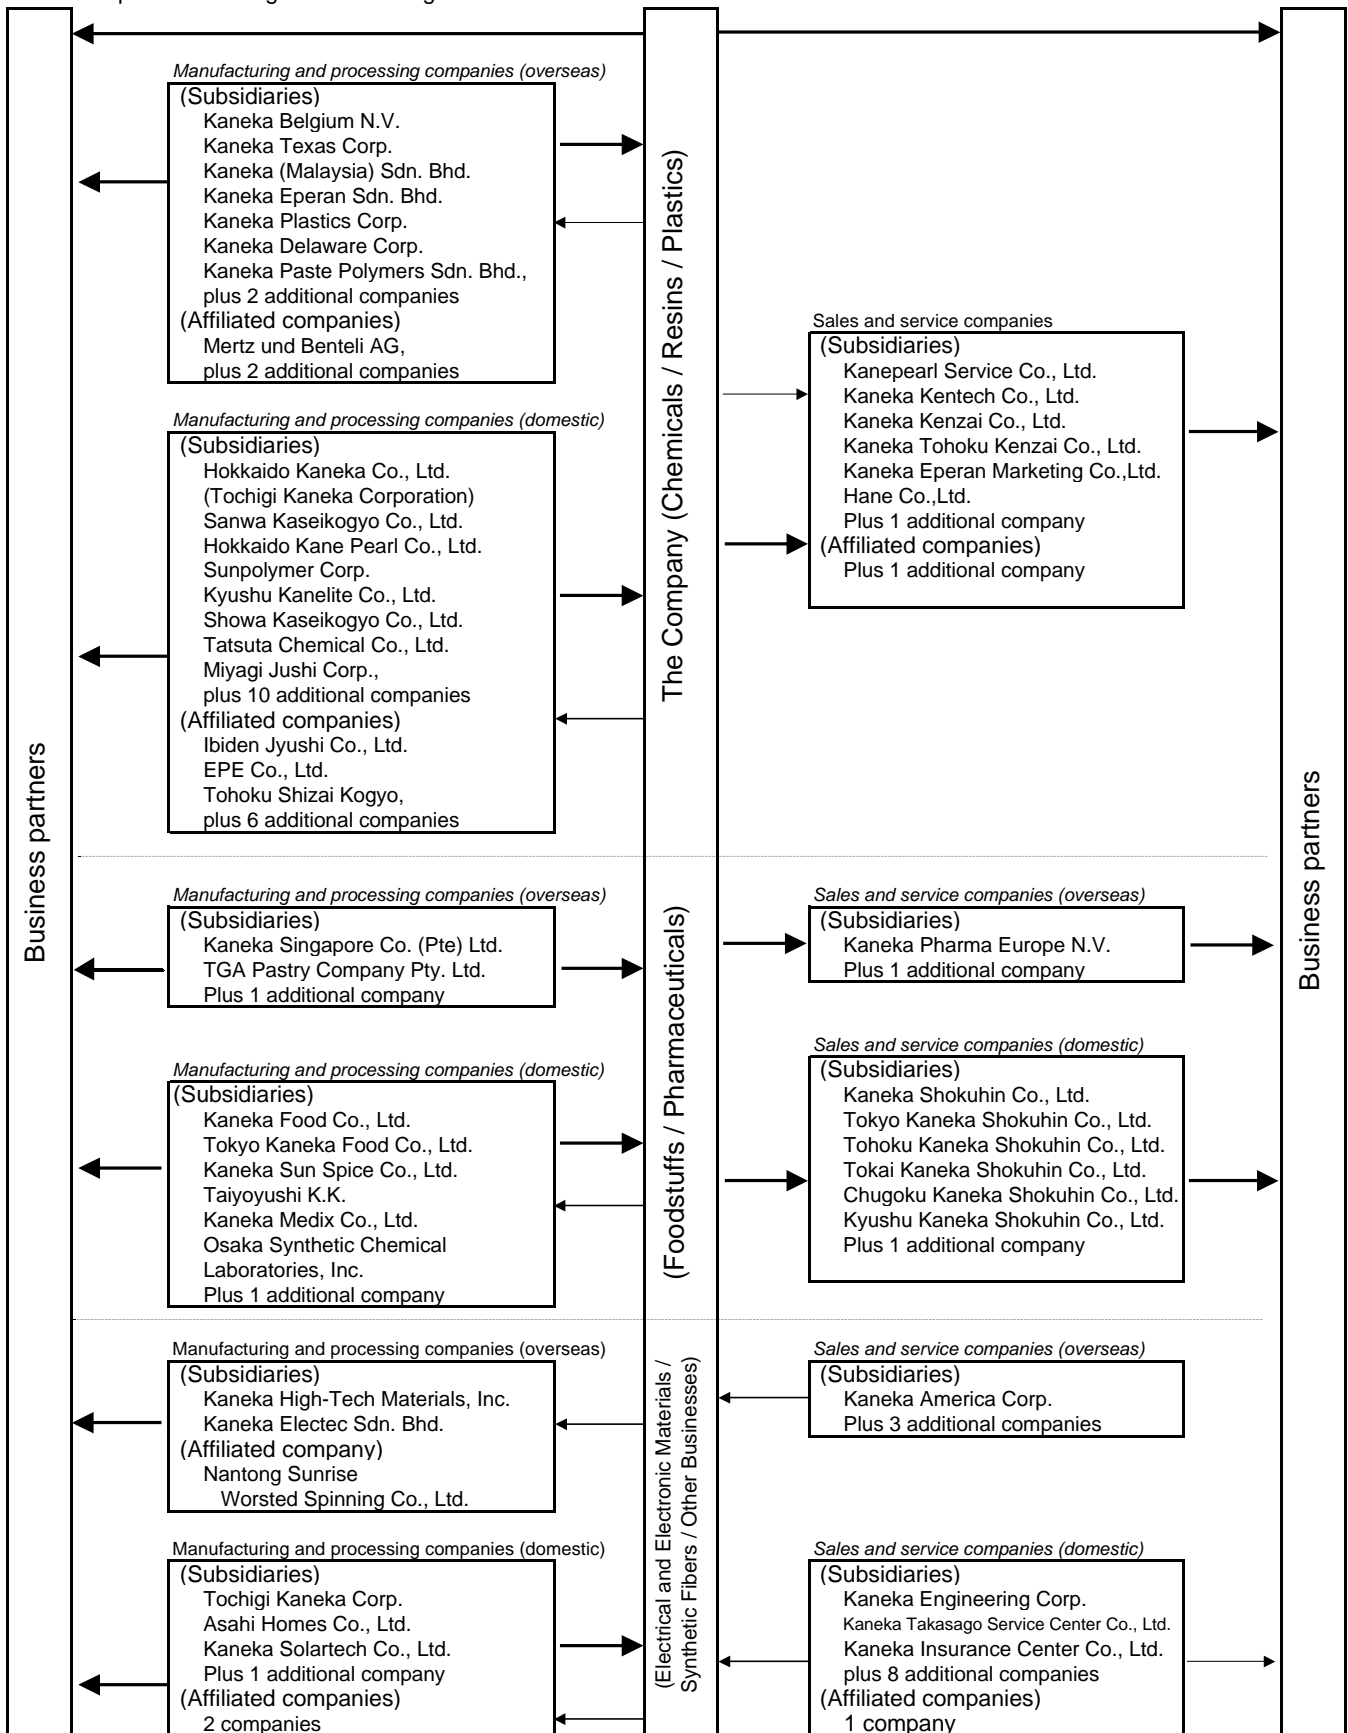 Business partners
Manufacturing and processing companies (overseas)
(Subsidiaries)
Kaneka Belgium N.V.
Kaneka Texas Corp.
Kaneka (Malaysia) Sdn. Bhd.
Kaneka Eperan Sdn. Bhd.
Kaneka Plastics Corp.
Kaneka Delaware Corp.
Kaneka Paste Polymers Sdn. Bhd.,
plus 2 additional companies
(Affiliated companies)
Mertz und Benteli AG,
plus 2 additional companies
Manufacturing and processing companies (domestic)
(Subsidiaries)
Hokkaido Kaneka Co., Ltd.
(Tochigi Kaneka Corporation)
Sanwa Kaseikogyo Co., Ltd.
Hokkaido Kane Pearl Co., Ltd.
Sunpolymer Corp.
Kyushu Kanelite Co., Ltd.
Showa Kaseikogyo Co., Ltd.
Tatsuta Chemical Co., Ltd.
Miyagi Jushi Corp.,
plus 10 additional companies
(Affiliated companies)
Ibiden Jyushi Co., Ltd.
EPE Co., Ltd.
Tohoku Shizai Kogyo,
plus 6 additional companies
The Company (Chemicals / Resins / Plastics)
Sales and service companies
(Subsidiaries)
Kanepearl Service Co., Ltd.
Kaneka Kentech Co., Ltd.
Kaneka Kenzai Co., Ltd.
Kaneka Tohoku Kenzai Co., Ltd.
Kaneka Eperan Marketing Co.,Ltd.
Hane Co.,Ltd.
Plus 1 additional company
(Affiliated companies)
Plus 1 additional company
Manufacturing and processing companies (overseas)
(Subsidiaries)
Kaneka Singapore Co. (Pte) Ltd.
TGA Pastry Company Pty. Ltd.
Plus 1 additional company
Manufacturing and processing companies (domestic)
(Subsidiaries)
Kaneka Food Co., Ltd.
Tokyo Kaneka Food Co., Ltd.
Kaneka Sun Spice Co., Ltd.
Taiyoyushi K.K.
Kaneka Medix Co., Ltd.
Osaka Synthetic Chemical
Laboratories, Inc.
Plus 1 additional company
(Foodstuffs / Pharmaceuticals)
Sales and service companies (overseas)
(Subsidiaries)
Kaneka Pharma Europe N.V.
Plus 1 additional company
Sales and service companies (domestic)
(Subsidiaries)
Kaneka Shokuhin Co., Ltd.
Tokyo Kaneka Shokuhin Co., Ltd.
Tohoku Kaneka Shokuhin Co., Ltd.
Tokai Kaneka Shokuhin Co., Ltd.
Chugoku Kaneka Shokuhin Co., Ltd.
Kyushu Kaneka Shokuhin Co., Ltd.
Plus 1 additional company
Manufacturing and processing companies (overseas)
(Subsidiaries)
Kaneka High-Tech Materials, Inc.
Kaneka Electec Sdn. Bhd.
(Affiliated company)
Nantong Sunrise
Worsted Spinning Co., Ltd.
Manufacturing and processing companies (domestic)
(Subsidiaries)
Tochigi Kaneka Corp.
Asahi Homes Co., Ltd.
Kaneka Solartech Co., Ltd.
Plus 1 additional company
(Affiliated companies)
2 companies
(Electrical and Electronic Materials /
Synthetic Fibers / Other Businesses)
Sales and service companies (overseas)
(Subsidiaries)
Kaneka America Corp.
Plus 3 additional companies
Sales and service companies (domestic)
(Subsidiaries)
Kaneka Engineering Corp.
Kaneka Takasago Service Center Co., Ltd.
Kaneka Insurance Center Co., Ltd.
plus 8 additional companies
(Affiliated companies)
1 company
Business partners